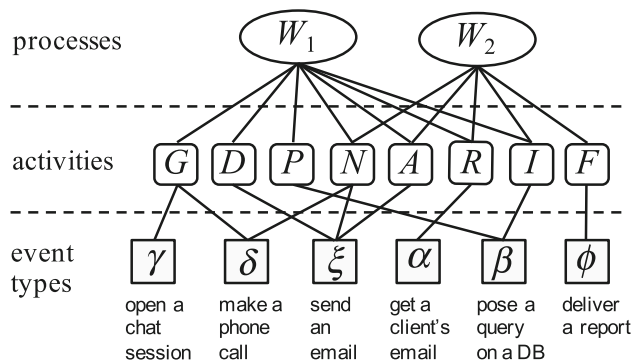 processes
W₁ W₂
activities
G D P N A R I F
event
types
γ δ ξ α β ϕ
open a
chat
session
make a
phone
call
send
an
email
get a
client's
email
pose a
query
on a DB
deliver
a report